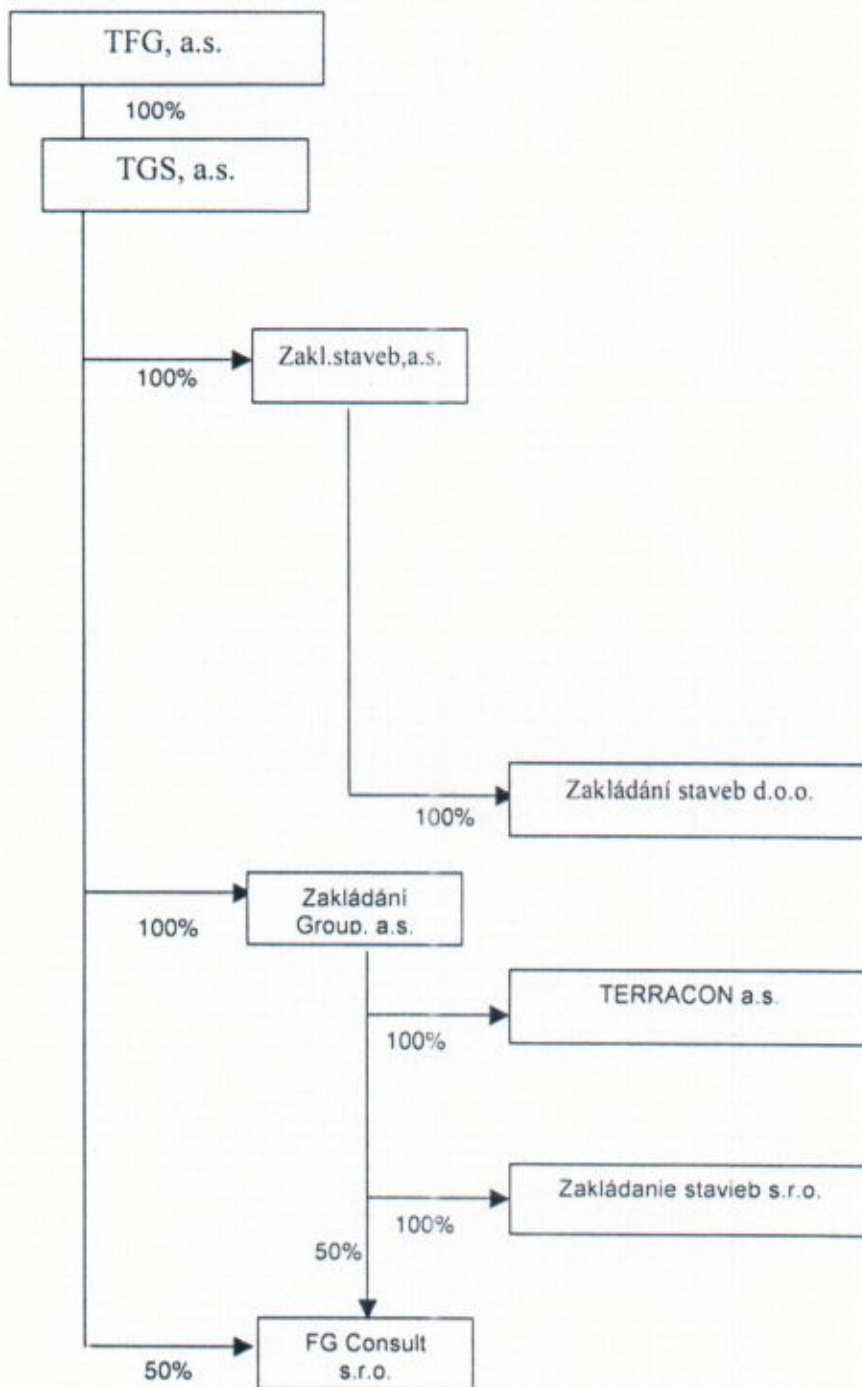 TFG, a.s.
100%
TGS, a.s.
Zakl.staveb,a.s.
100%
Zakládání staveb d.o.o.
100%
Zakládání
Group, a.s.
100%
TERRACON a.s.
100%
Zakládanie stavieb s.r.o.
100%
50%
FG Consult
s.r.o.
50%